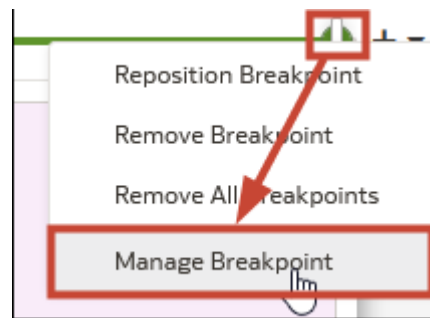 Reposition Breakpoint
Remove Breakpoint
Remove All Breakpoints
Manage Breakpoint